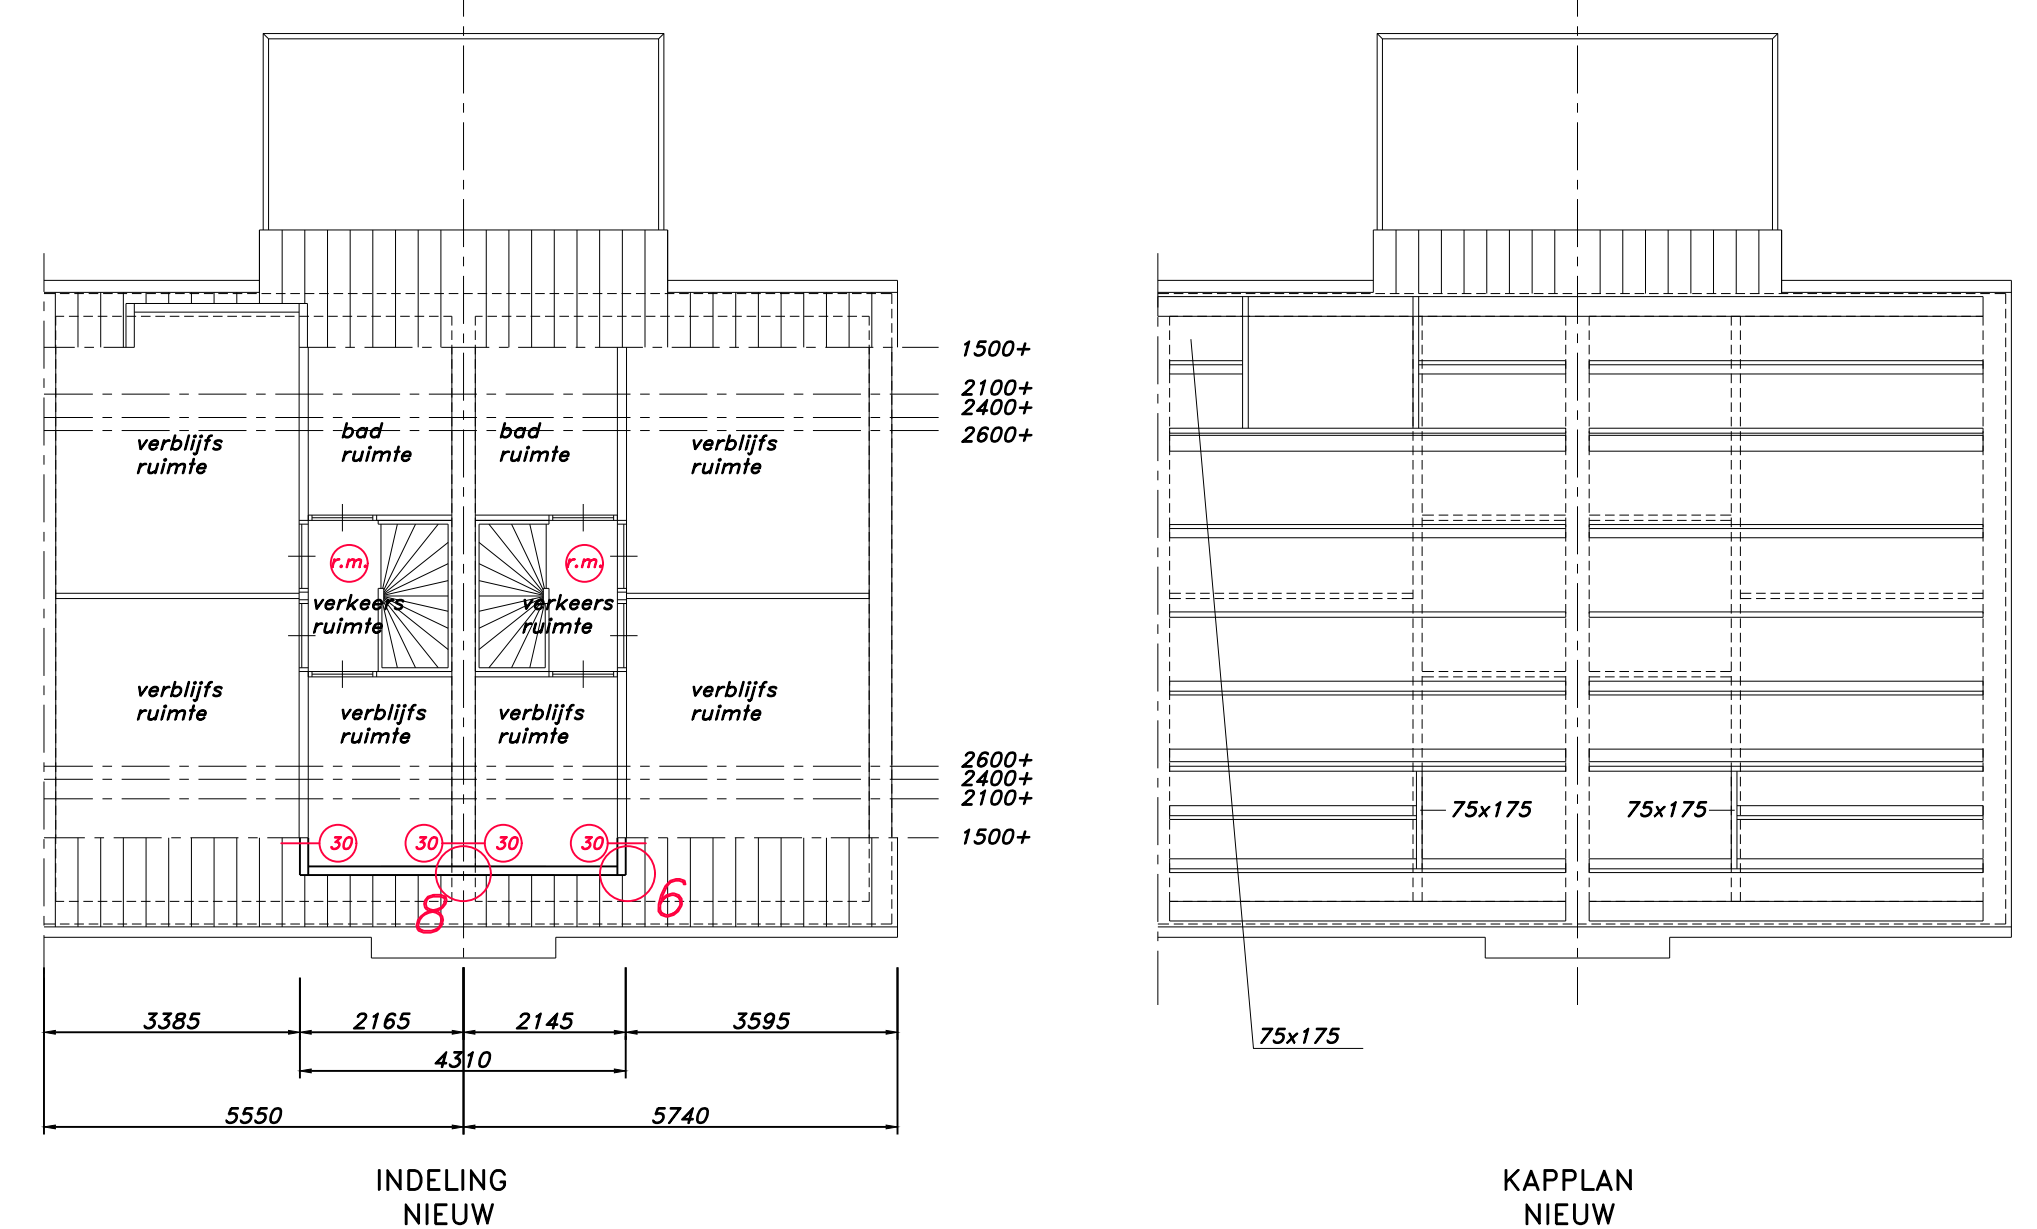 1500+
2100+
2400+
2600+
bad
ruimte
bad
ruimte
verblijfs
ruimte
verblijfs
ruimte
r.m.
r.m.
verkeers
ruimte
verkeers
ruimte
verblijfs
ruimte
verblijfs
ruimte
verblijfs
ruimte
verblijfs
ruimte
2600+
2400+
2100+
1500+
30
30
30
30
8
6
3385
2165
2145
3595
4310
5550
5740
INDELING
NIEUW
75x175
75x175
75x175
KAPPLAN
NIEUW